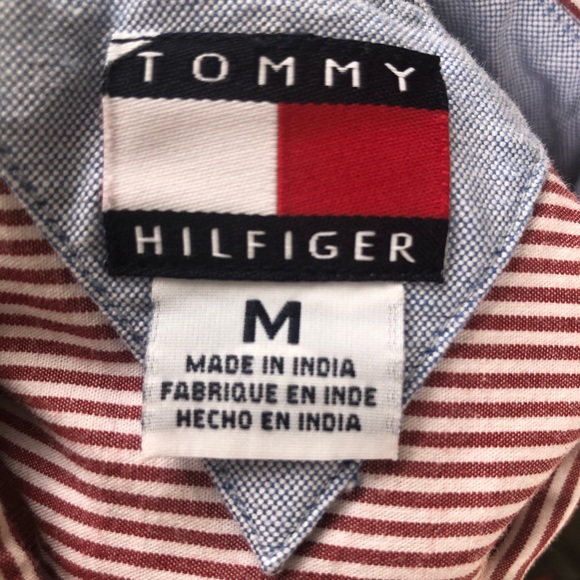 TOMMY
HILFIGER
M
MADE IN INDIA
FABRIQUE EN INDE
HECHO EN INDIA